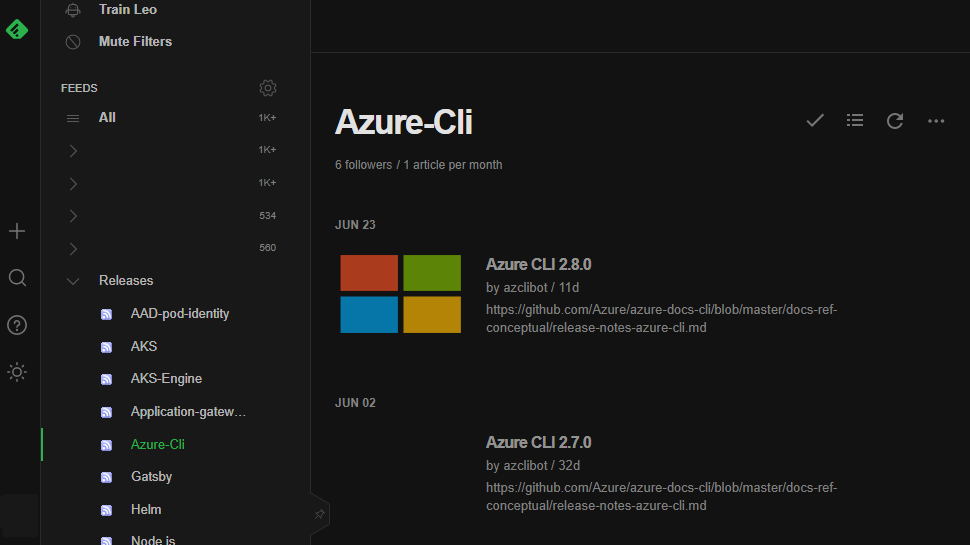 Train Leo
Mute Filters
FEEDS
All 1K+
1K+
1K+
534
560
Releases
AAD-pod-identity
AKS
AKS-Engine
Application-gatew...
Azure-Cli
Gatsby
Helm
Node.js
Azure-Cli
6 followers / 1 article per month
JUN 23
Azure CLI 2.8.0
by azclibot / 11d
https://github.com/Azure/azure-docs-cli/blob/master/docs-ref-
conceptual/release-notes-azure-cli.md
JUN 02
Azure CLI 2.7.0
by azclibot / 32d
https://github.com/Azure/azure-docs-cli/blob/master/docs-ref-
conceptual/release-notes-azure-cli.md